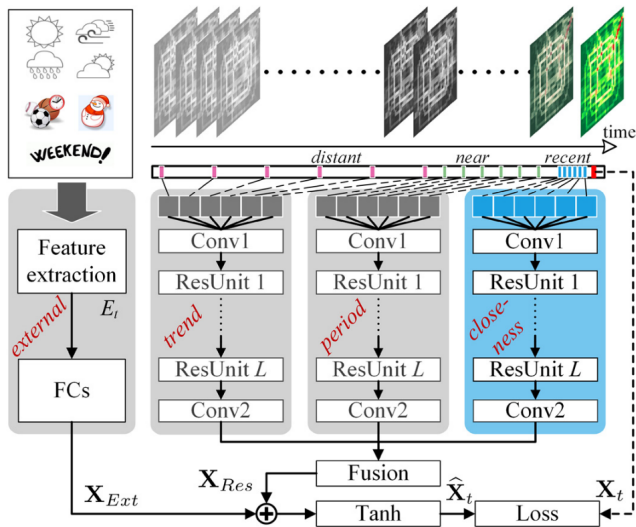 WEEKEND!
time
distant near recent
Feature extraction
external
E_t
FCs
Conv1
ResUnit 1
trend
ResUnit L
Conv2
Conv1
ResUnit 1
period
ResUnit L
Conv2
Conv1
ResUnit 1
close-
ness
ResUnit L
Conv2
X_Ext
X_Res
Fusion
+
Tanh
X̂_t
Loss
X_t